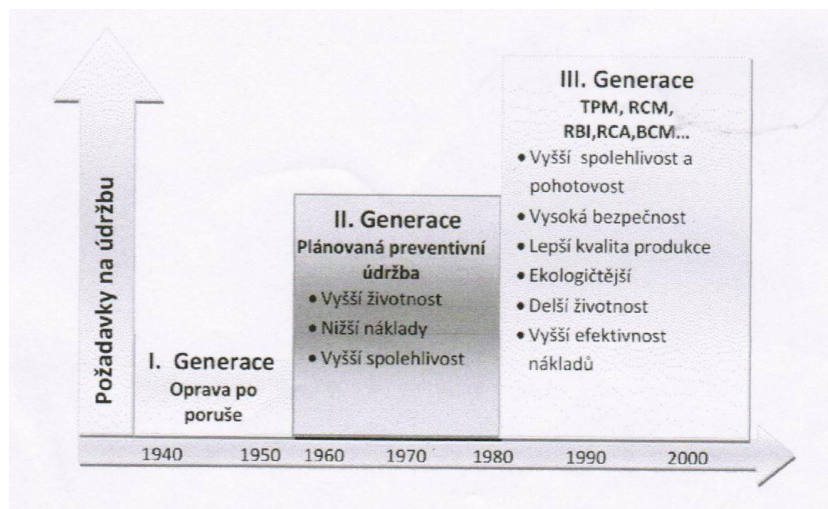 Požadavky na údržbu
I. Generace
Oprava po
poruše
II. Generace
Plánovaná preventivní
údržba
• Vyšší životnost
• Nižší náklady
• Vyšší spolehlivost
III. Generace
TPM, RCM,
RBI,RCA,BCM...
• Vyšší spolehlivost a
pohotovost
• Vysoká bezpečnost
• Lepší kvalita produkce
• Ekologičtější
• Delší životnost
• Vyšší efektivnost
nákladů
1940 1950 1960 1970 1980 1990 2000